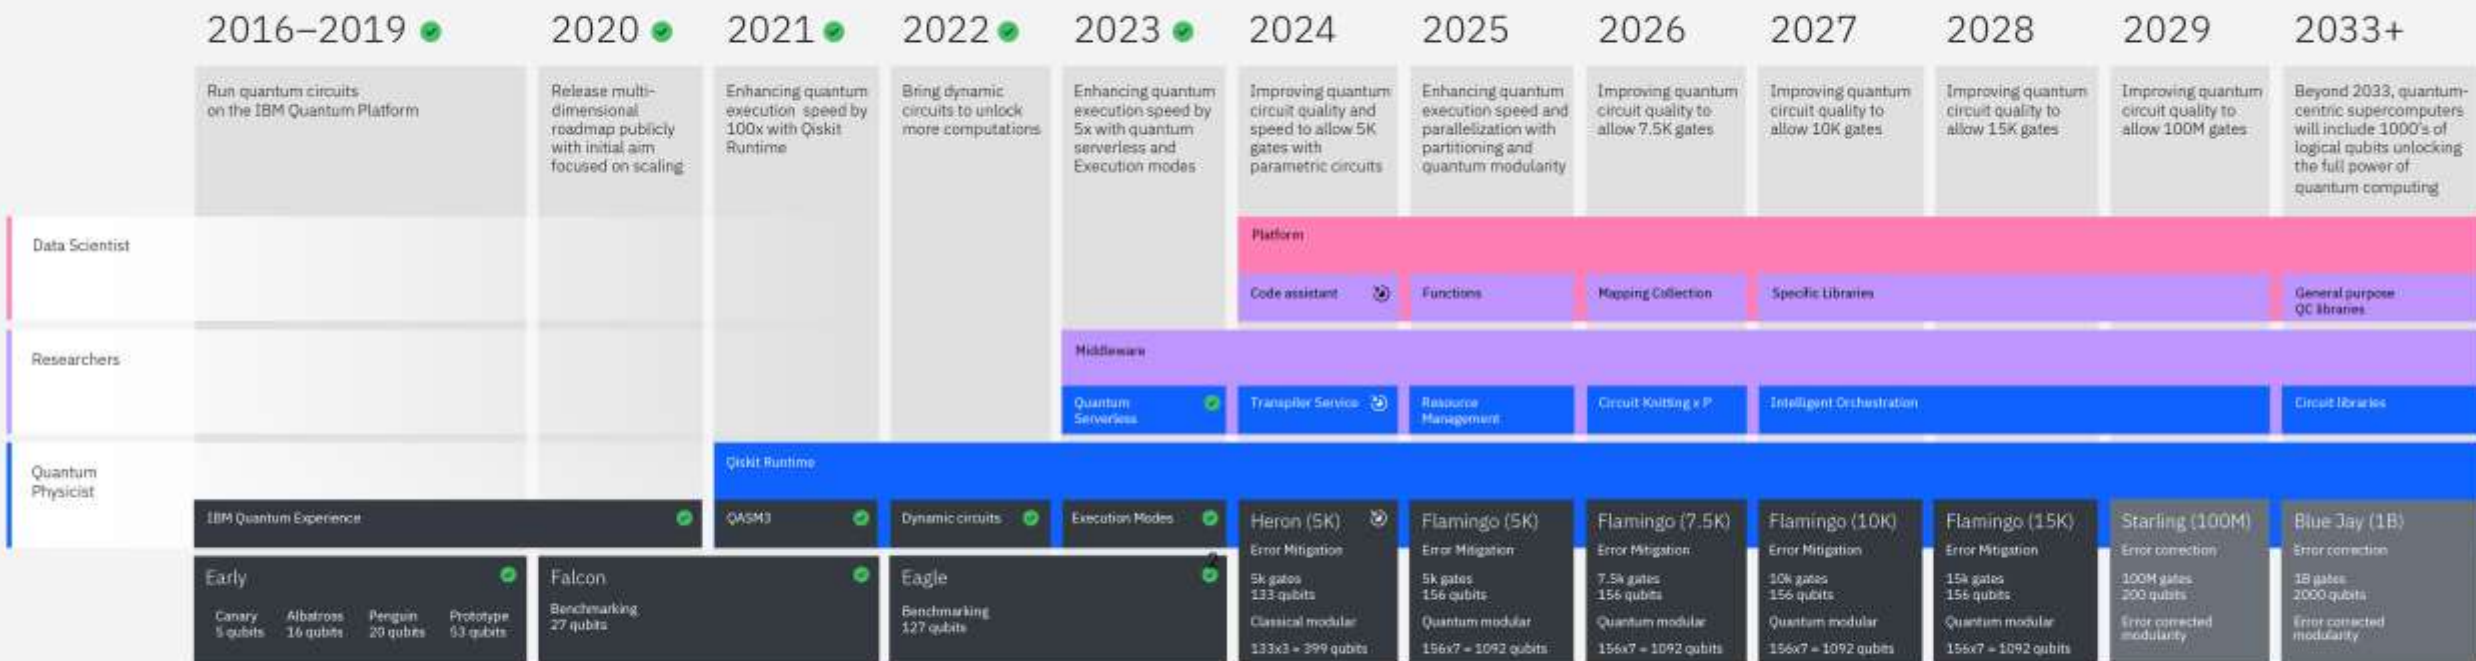 2016–2019
2020
2021
2022
2023
2024
2025
2026
2027
2028
2029
2033+
Run quantum circuits
on the IBM Quantum Platform
Release multi-
dimensional
roadmap publicly
with initial aim
focused on scaling
Enhancing quantum
execution speed by
100x with Qiskit
Runtime
Bring dynamic
circuits to unlock
more computations
Enhancing quantum
execution speed by
5x with quantum
serverless and
Execution modes
Improving quantum
circuit quality and
speed to allow 5K
gates with
parametric circuits
Enhancing quantum
execution speed and
parallelization with
partitioning and
quantum modularity
Improving quantum
circuit quality to
allow 7.5K gates
Improving quantum
circuit quality to
allow 10K gates
Improving quantum
circuit quality to
allow 15K gates
Improving quantum
circuit quality to
allow 100M gates
Beyond 2033, quantum-
centric supercomputers
will include 1000's of
logical qubits unlocking
the full power of
quantum computing
Data Scientist
Platform
Code assistant
Functions
Mapping Collection
Specific Libraries
General purpose
QC libraries
Researchers
Middleware
Quantum
Serverless
Transpiler Service
Resource
Management
Circuit Knitting x P
Intelligent Orchestration
Circuit libraries
Quantum
Physicist
Qiskit Runtime
IBM Quantum Experience
QASM3
Dynamic circuits
Execution Modes
Heron (5K)
Error Mitigation
5k gates
133 qubits
Classical modular
133x3 = 399 qubits
Flamingo (5K)
Error Mitigation
5k gates
156 qubits
Quantum modular
156x7 = 1092 qubits
Flamingo (7.5K)
Error Mitigation
7.5k gates
156 qubits
Quantum modular
156x7 = 1092 qubits
Flamingo (10K)
Error Mitigation
10k gates
156 qubits
Quantum modular
156x7 = 1092 qubits
Flamingo (15K)
Error Mitigation
15k gates
156 qubits
Quantum modular
156x7 = 1092 qubits
Starling (100M)
Error correction
100M gates
200 qubits
Error corrected
modularity
Blue Jay (1B)
Error correction
1B gates
2000 qubits
Error corrected
modularity
Early
Canary
5 qubits
Albatross
16 qubits
Penguin
20 qubits
Prototype
53 qubits
Falcon
Benchmarking
27 qubits
Eagle
Benchmarking
127 qubits